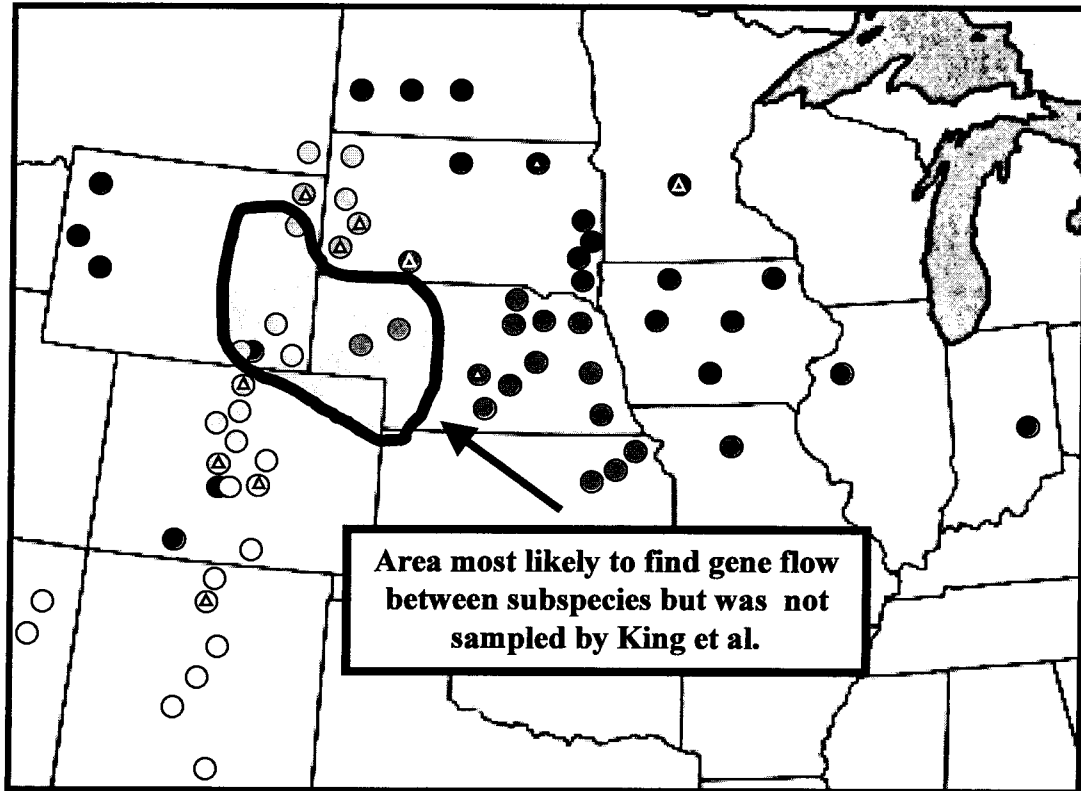 Area most likely to find gene flow
between subspecies but was not
sampled by King et al.